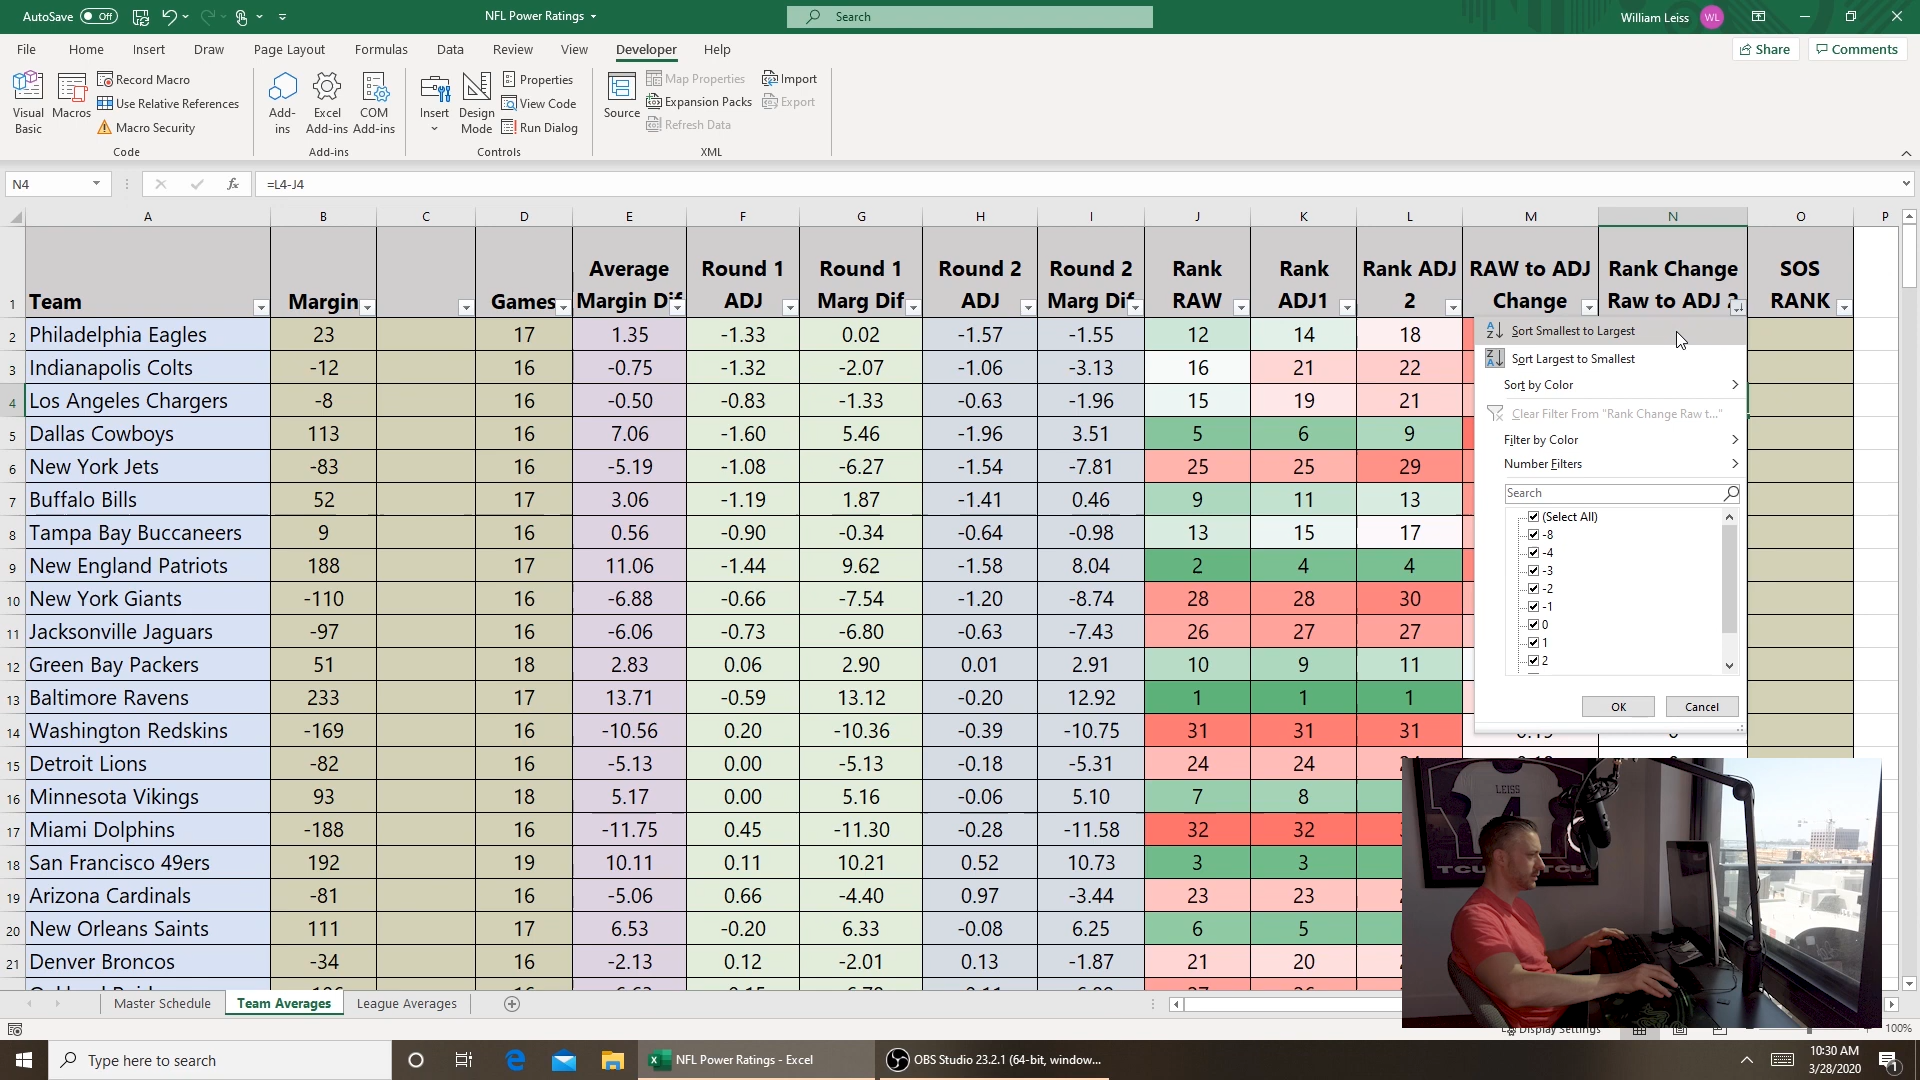 AutoSave Off NFL Power Ratings Search William Leiss WL
File Home Insert Draw Page Layout Formulas Data Review View Developer Help Share Comments
Visual Basic Macros Record Macro Use Relative References Macro Security Code
Add-ins Excel Add-ins COM Add-ins Add-ins
Insert Design Mode Properties View Code Run Dialog Controls
Source Map Properties Expansion Packs Refresh Data Import Export XML
N4 fx =L4-J4
A B C D E F G H I J K L M N O P
1 Team Margin Games Average Margin Dif Round 1 ADJ Round 1 Marg Dif Round 2 ADJ Round 2 Marg Dif Rank RAW Rank ADJ1 Rank ADJ 2 RAW to ADJ Change Rank Change Raw to ADJ 2 SOS RANK
2 Philadelphia Eagles 23 17 1.35 -1.33 0.02 -1.57 -1.55 12 14 18
3 Indianapolis Colts -12 16 -0.75 -1.32 -2.07 -1.06 -3.13 16 21 22
4 Los Angeles Chargers -8 16 -0.50 -0.83 -1.33 -0.63 -1.96 15 19 21
5 Dallas Cowboys 113 16 7.06 -1.60 5.46 -1.96 3.51 5 6 9
6 New York Jets -83 16 -5.19 -1.08 -6.27 -1.54 -7.81 25 25 29
7 Buffalo Bills 52 17 3.06 -1.19 1.87 -1.41 0.46 9 11 13
8 Tampa Bay Buccaneers 9 16 0.56 -0.90 -0.34 -0.64 -0.98 13 15 17
9 New England Patriots 188 17 11.06 -1.44 9.62 -1.58 8.04 2 4 4
10 New York Giants -110 16 -6.88 -0.66 -7.54 -1.20 -8.74 28 28 30
11 Jacksonville Jaguars -97 16 -6.06 -0.73 -6.80 -0.63 -7.43 26 27 27
12 Green Bay Packers 51 18 2.83 0.06 2.90 0.01 2.91 10 9 11
13 Baltimore Ravens 233 17 13.71 -0.59 13.12 -0.20 12.92 1 1 1
14 Washington Redskins -169 16 -10.56 0.20 -10.36 -0.39 -10.75 31 31 31
15 Detroit Lions -82 16 -5.13 0.00 -5.13 -0.18 -5.31 24 24
16 Minnesota Vikings 93 18 5.17 0.00 5.16 -0.06 5.10 7 8
17 Miami Dolphins -188 16 -11.75 0.45 -11.30 -0.28 -11.58 32 32
18 San Francisco 49ers 192 19 10.11 0.11 10.21 0.52 10.73 3 3
19 Arizona Cardinals -81 16 -5.06 0.66 -4.40 0.97 -3.44 23 23
20 New Orleans Saints 111 17 6.53 -0.20 6.33 -0.08 6.25 6 5
21 Denver Broncos -34 16 -2.13 0.12 -2.01 0.13 -1.87 21 20
Sort Smallest to Largest
Sort Largest to Smallest
Sort by Color
Clear Filter From "Rank Change Raw t..."
Filter by Color
Number Filters
Search
(Select All)
-8
-4
-3
-2
-1
0
1
2
OK Cancel
LEISS
TCU TCU
Master Schedule Team Averages League Averages
Display Settings 100%
Type here to search NFL Power Ratings - Excel OBS Studio 23.2.1 (64-bit, window... 10:30 AM
3/28/2020 1